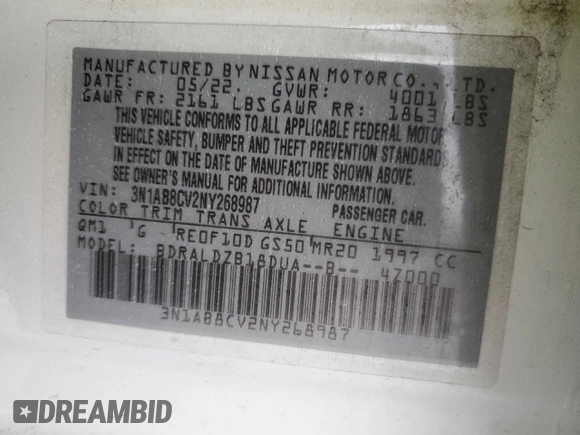 MANUFACTURED BY NISSAN MOTOR CO., LTD.
DATE: 05/22. GVWR: 4001 LBS
GAWR FR: 2161 LBS GAWR RR: 1863 LBS
THIS VEHICLE CONFORMS TO ALL APPLICABLE FEDERAL MOTOR
VEHICLE SAFETY, BUMPER AND THEFT PREVENTION STANDARDS
IN EFFECT ON THE DATE OF MANUFACTURE SHOWN ABOVE.
SEE OWNER'S MANUAL FOR ADDITIONAL INFORMATION.
VIN: 3N1AB8CV2NY268987 PASSENGER CAR
COLOR TRIM TRANS AXLE, ENGINE
QM1 G RE0F10D GS50 MR20 1997 CC
MODEL: BDRALDZB18DUA--B-- 47000
3N1AB8CV2NY268987
DREAMBID